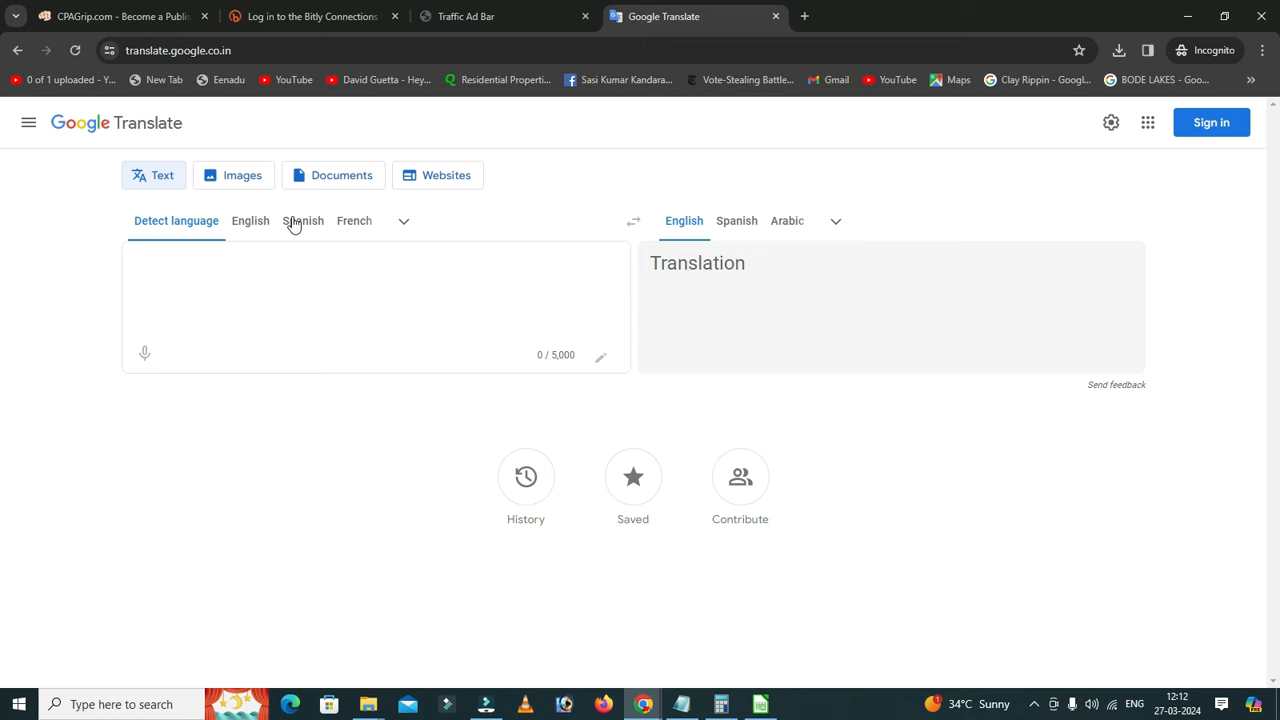 CPAGrip.com - Become a Publis
Log in to the Bitly Connections
Traffic Ad Bar
Google Translate
translate.google.co.in
Incognito
0 of 1 uploaded - Y...
New Tab
Eenadu
YouTube
David Guetta - Hey...
Residential Properti...
Sasi Kumar Kandara...
Vote-Stealing Battle...
Gmail
YouTube
Maps
Clay Rippin - Googl...
BODE LAKES - Goo...
Google Translate
Sign in
Text
Images
Documents
Websites
Detect language
English
Spanish
French
English
Spanish
Arabic
Translation
0 / 5,000
Send feedback
History
Saved
Contribute
Type here to search
34°C Sunny
ENG
12:12
27-03-2024